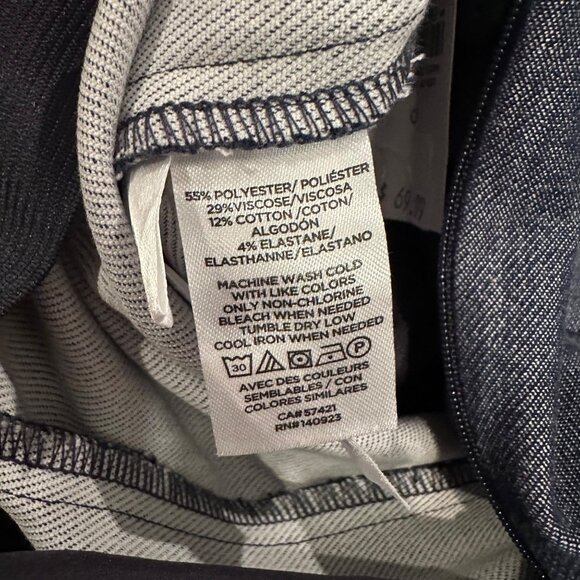 55% POLYESTER/ POLIÉSTER
29%VISCOSE/VISCOSA
12% COTTON /COTON/
ALGODÓN
4% ELASTANE/
ELASTHANNE/ ELASTANO
MACHINE WASH COLD
WITH LIKE COLORS
ONLY NON-CHLORINE
BLEACH WHEN NEEDED
TUMBLE DRY LOW
COOL IRON WHEN NEEDED
30
P
AVEC DES COULEURS
SEMBLABLES / CON
COLORES SIMILARES
CA# 57421
RN# 140923